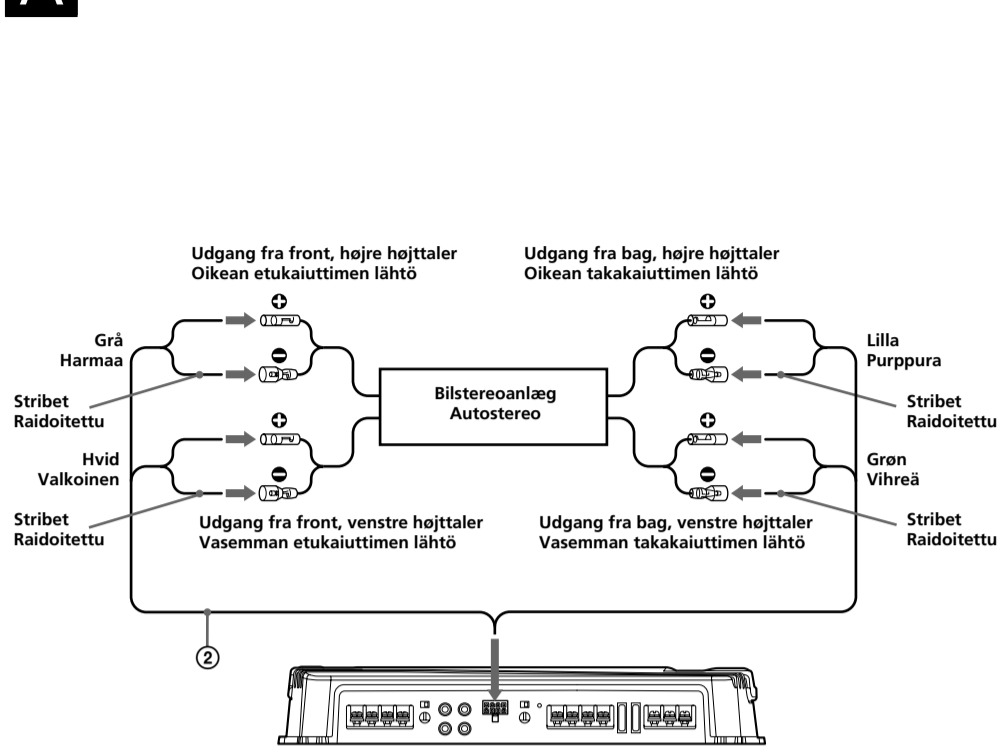 A
Udgang fra front, højre højttaler
Oikean etukaiuttimen lähtö
Udgang fra bag, højre højttaler
Oikean takakaiuttimen lähtö
Grå
Harmaa
Lilla
Purppura
Stribet
Raidoitettu
Bilstereoanlæg
Autostereo
Stribet
Raidoitettu
Hvid
Valkoinen
Grøn
Vihreä
Stribet
Raidoitettu
Udgang fra front, venstre højttaler
Vasemman etukaiuttimen lähtö
Udgang fra bag, venstre højttaler
Vasemman takakaiuttimen lähtö
Stribet
Raidoitettu
2